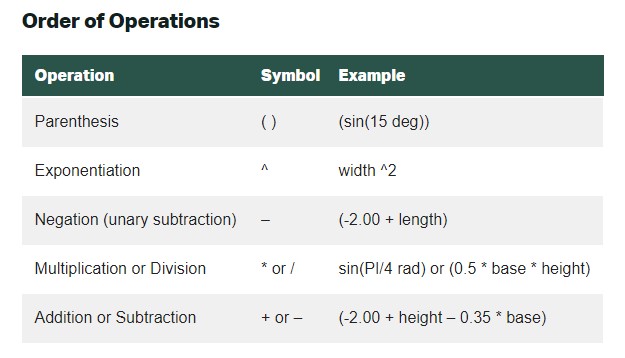 Order of Operations
Operation Symbol Example
Parenthesis ( ) (sin(15 deg))
Exponentiation ^ width ^2
Negation (unary subtraction) – (-2.00 + length)
Multiplication or Division * or / sin(PI/4 rad) or (0.5 * base * height)
Addition or Subtraction + or – (-2.00 + height – 0.35 * base)